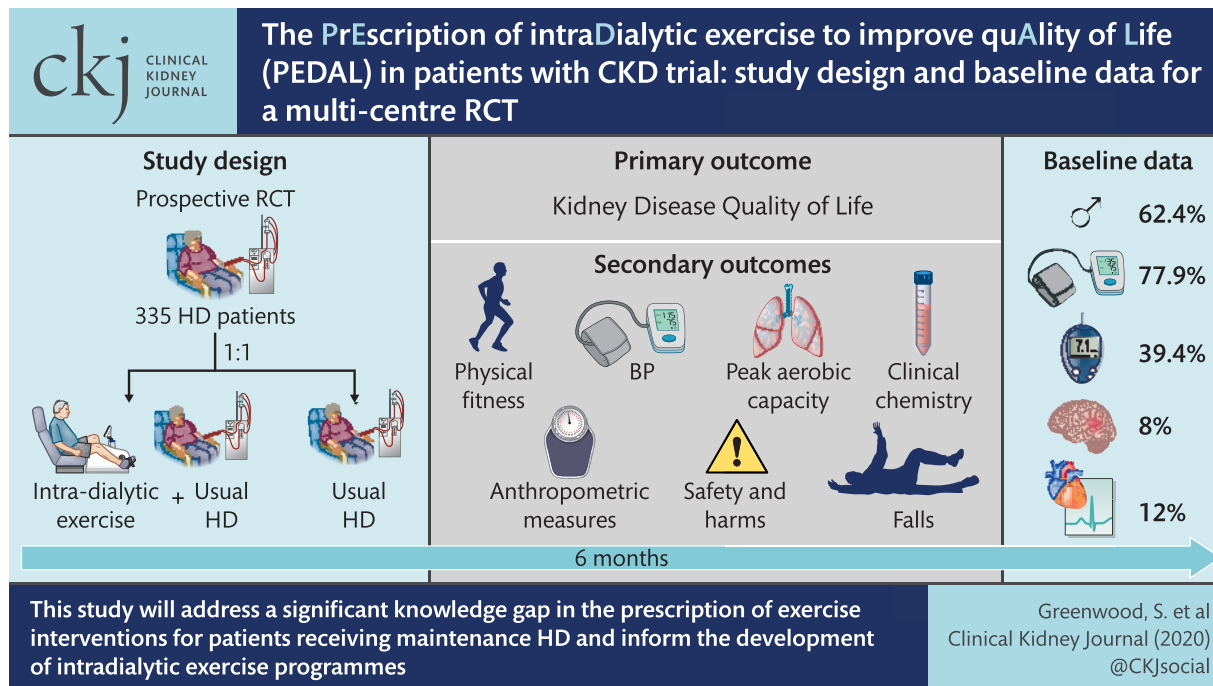 ckj
CLINICAL
KIDNEY
JOURNAL
The PrEscription of intraDialytic exercise to improve quAlity of Life
(PEDAL) in patients with CKD trial: study design and baseline data for
a multi-centre RCT
Study design
Prospective RCT
335 HD patients
1:1
Intra-dialytic
exercise
+
Usual
HD
Usual
HD
Primary outcome
Kidney Disease Quality of Life
Secondary outcomes
Physical
fitness
BP
Peak aerobic
capacity
Clinical
chemistry
Anthropometric
measures
Safety and
harms
Falls
Baseline data
62.4%
77.9%
7.1
39.4%
8%
12%
6 months
This study will address a significant knowledge gap in the prescription of exercise
interventions for patients receiving maintenance HD and inform the development
of intradialytic exercise programmes
Greenwood, S. et al
Clinical Kidney Journal (2020)
@CKJsocial